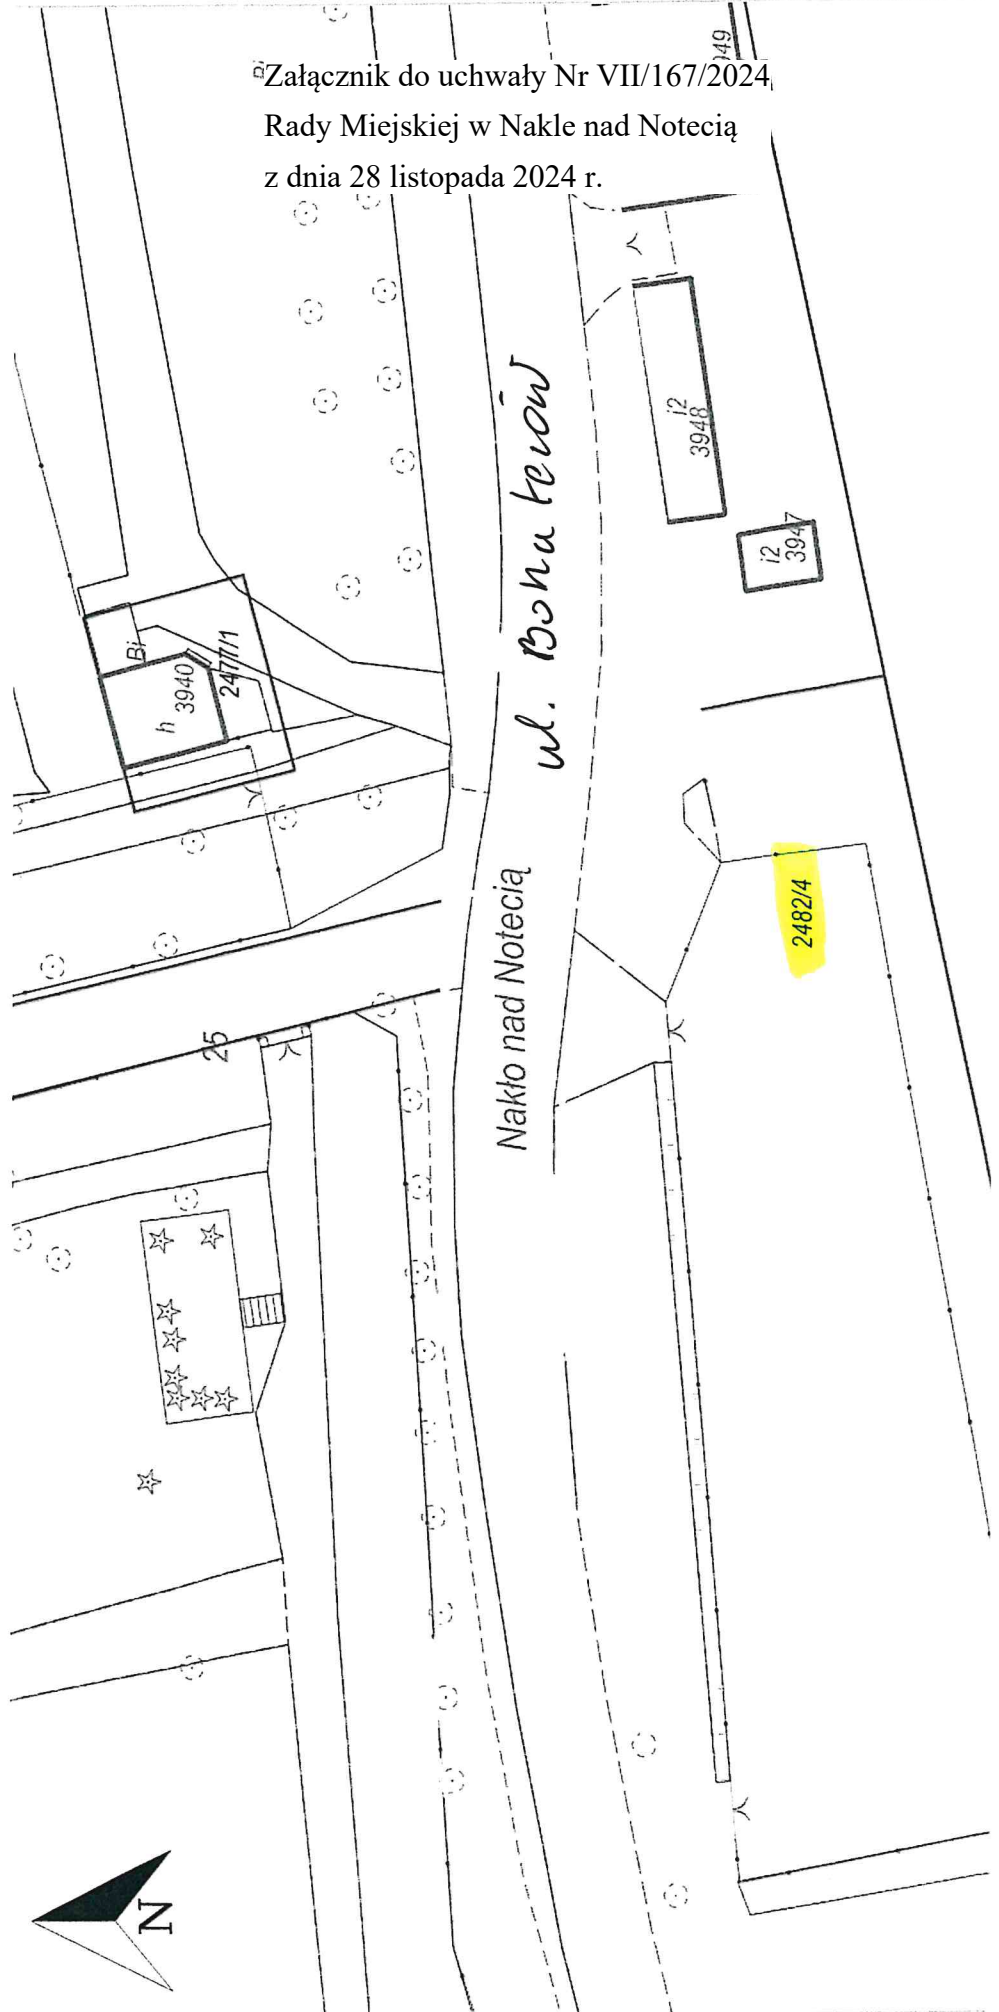 Załącznik do uchwały Nr VII/167/2024
Rady Miejskiej w Nakle nad Notecią
z dnia 28 listopada 2024 r.
Bi
i2
3948
i2
3947
ul. Bohaterów
Bi
h
3940
2477/1
2482/4
Nakło nad Notecią
25
N